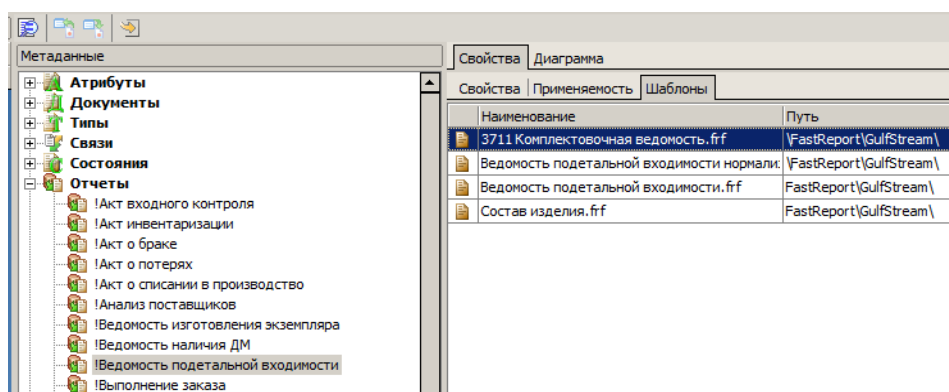 Метаданные
Атрибуты
Документы
Типы
Связи
Состояния
Отчеты
!Акт входного контроля
!Акт инвентаризации
!Акт о браке
!Акт о потерях
!Акт о списании в производство
!Анализ поставщиков
!Ведомость изготовления экземпляра
!Ведомость наличия ДМ
!Ведомость подетальной входимости
!Выполнение заказа
Свойства Диаграмма
Свойства Применяемость Шаблоны
Наименование Путь
3711 Комплектовочная ведомость.frf \FastReport\GulfStream\
Ведомость подетальной входимости нормали: \FastReport\GulfStream\
Ведомость подетальной входимости.frf FastReport\GulfStream\
Состав изделия.frf FastReport\GulfStream\